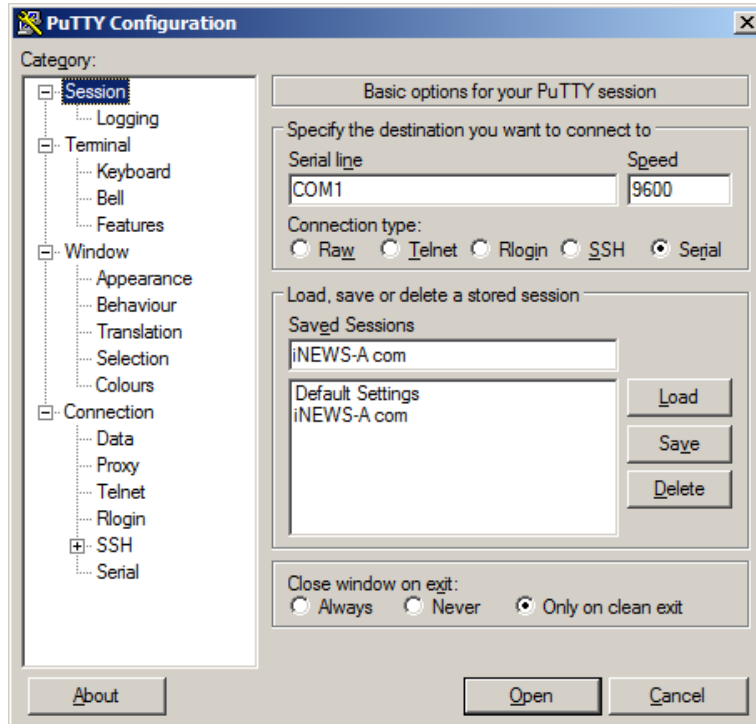 PuTTY Configuration
Category:
Session
Logging
Terminal
Keyboard
Bell
Features
Window
Appearance
Behaviour
Translation
Selection
Colours
Connection
Data
Proxy
Telnet
Rlogin
SSH
Serial
Basic options for your PuTTY session
Specify the destination you want to connect to
Serial line Speed
COM1 9600
Connection type:
Raw Telnet Rlogin SSH Serial
Load, save or delete a stored session
Saved Sessions
iNEWS-A com
Default Settings
iNEWS-A com
Load
Save
Delete
Close window on exit:
Always Never Only on clean exit
About Open Cancel